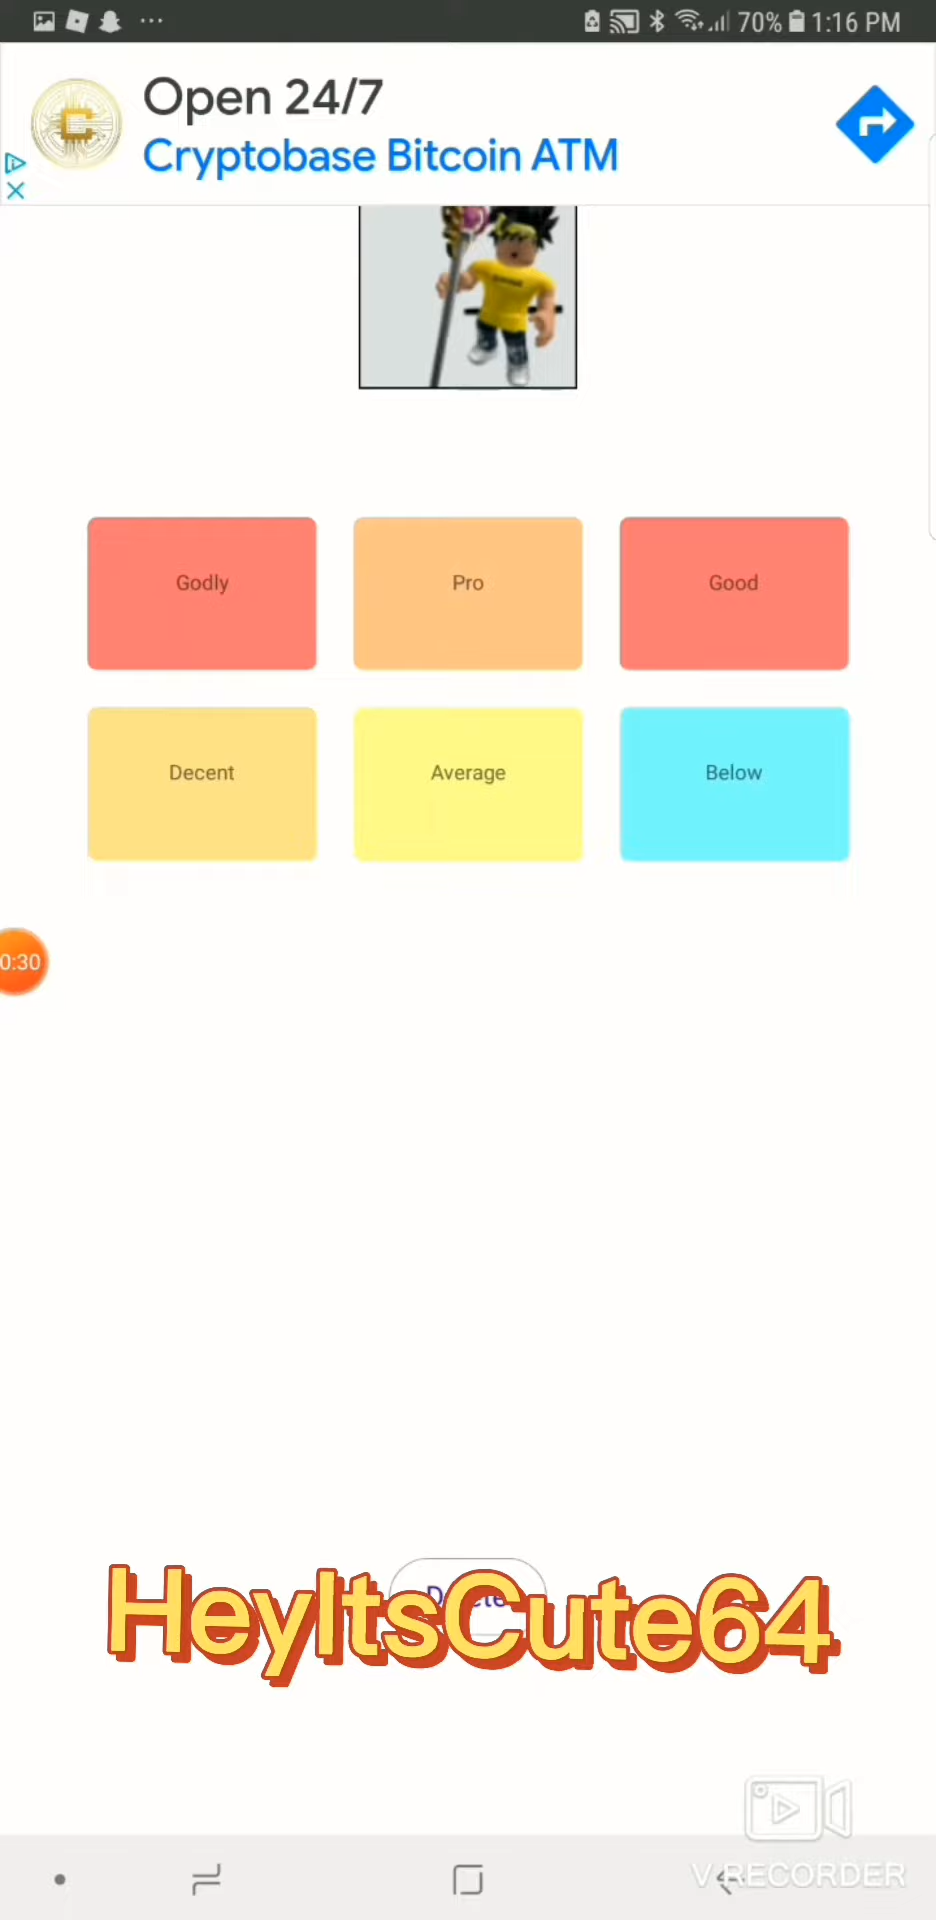 70% 1:16 PM
Open 24/7
Cryptobase Bitcoin ATM
Godly
Pro
Good
Decent
Average
Below
0:30
HeyItsCute64
V RECORDER